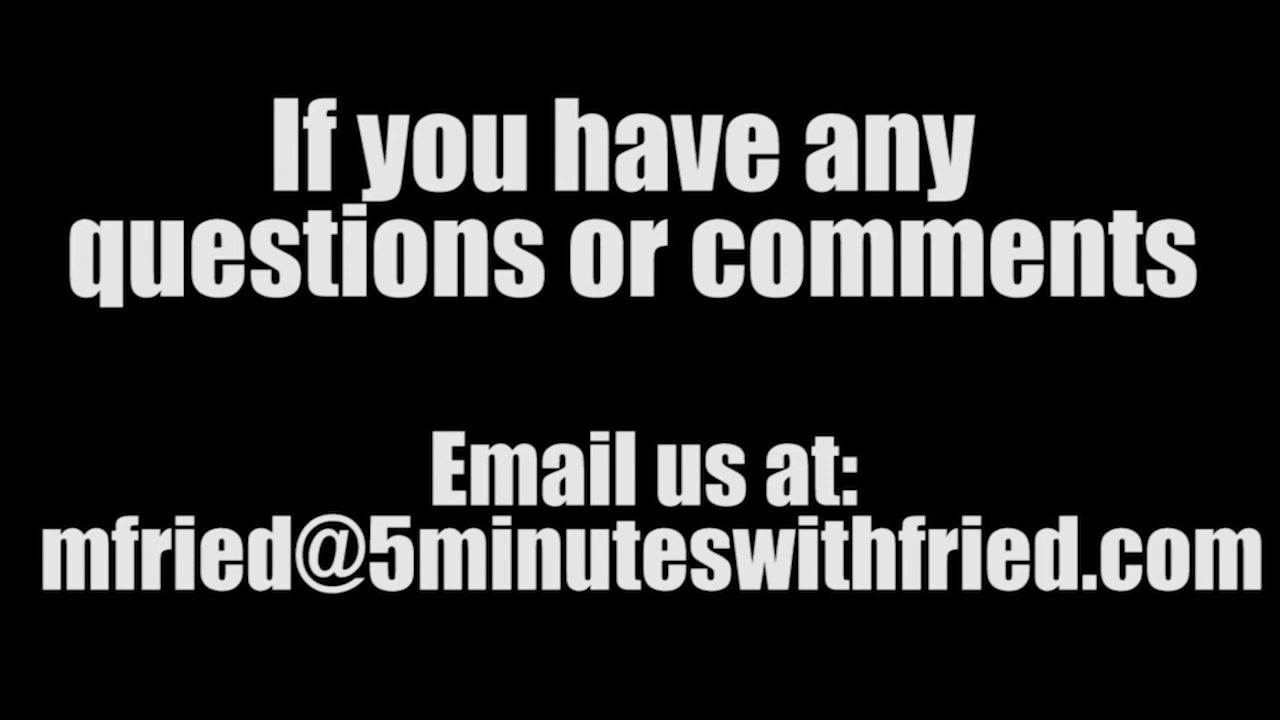 If you have any
questions or comments
Email us at:
mfried@5minuteswithfried.com